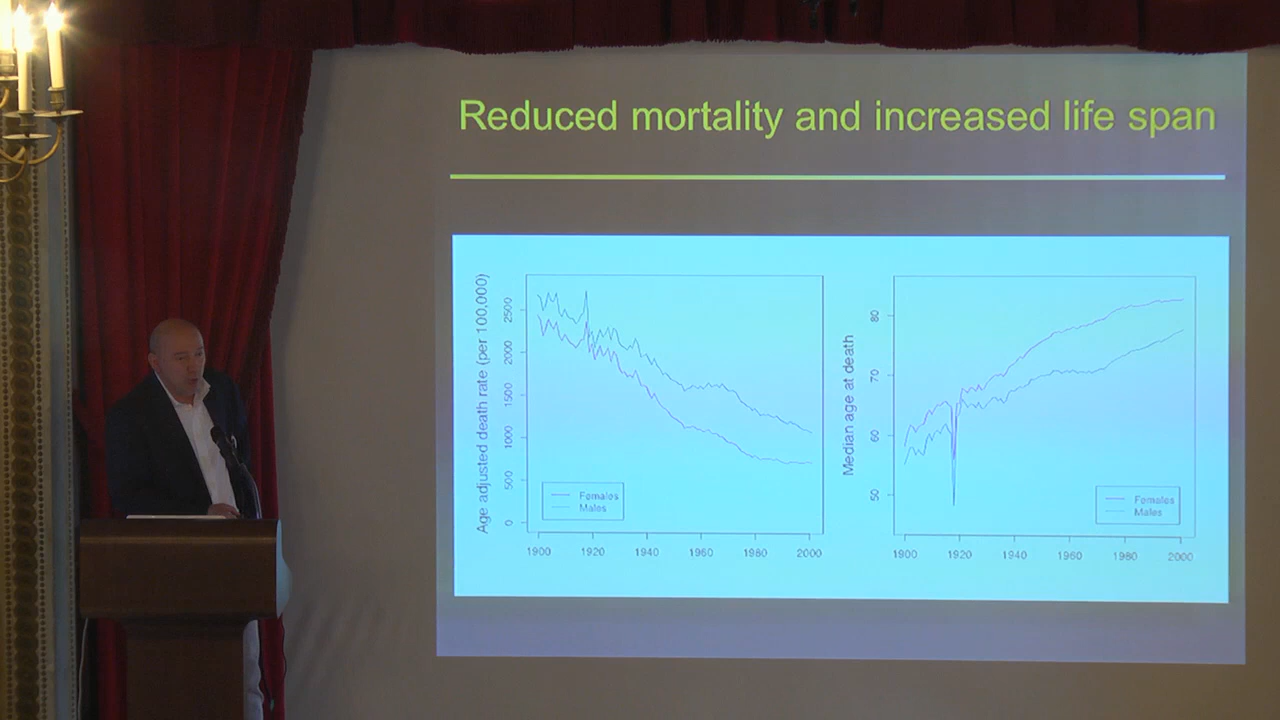 Reduced mortality and increased life span
Age adjusted death rate (per 100,000)
2500
2000
1500
1000
500
0
Females
Males
1900 1920 1940 1960 1980 2000
Median age at death
80
70
60
50
Females
Males
1900 1920 1940 1960 1980 2000